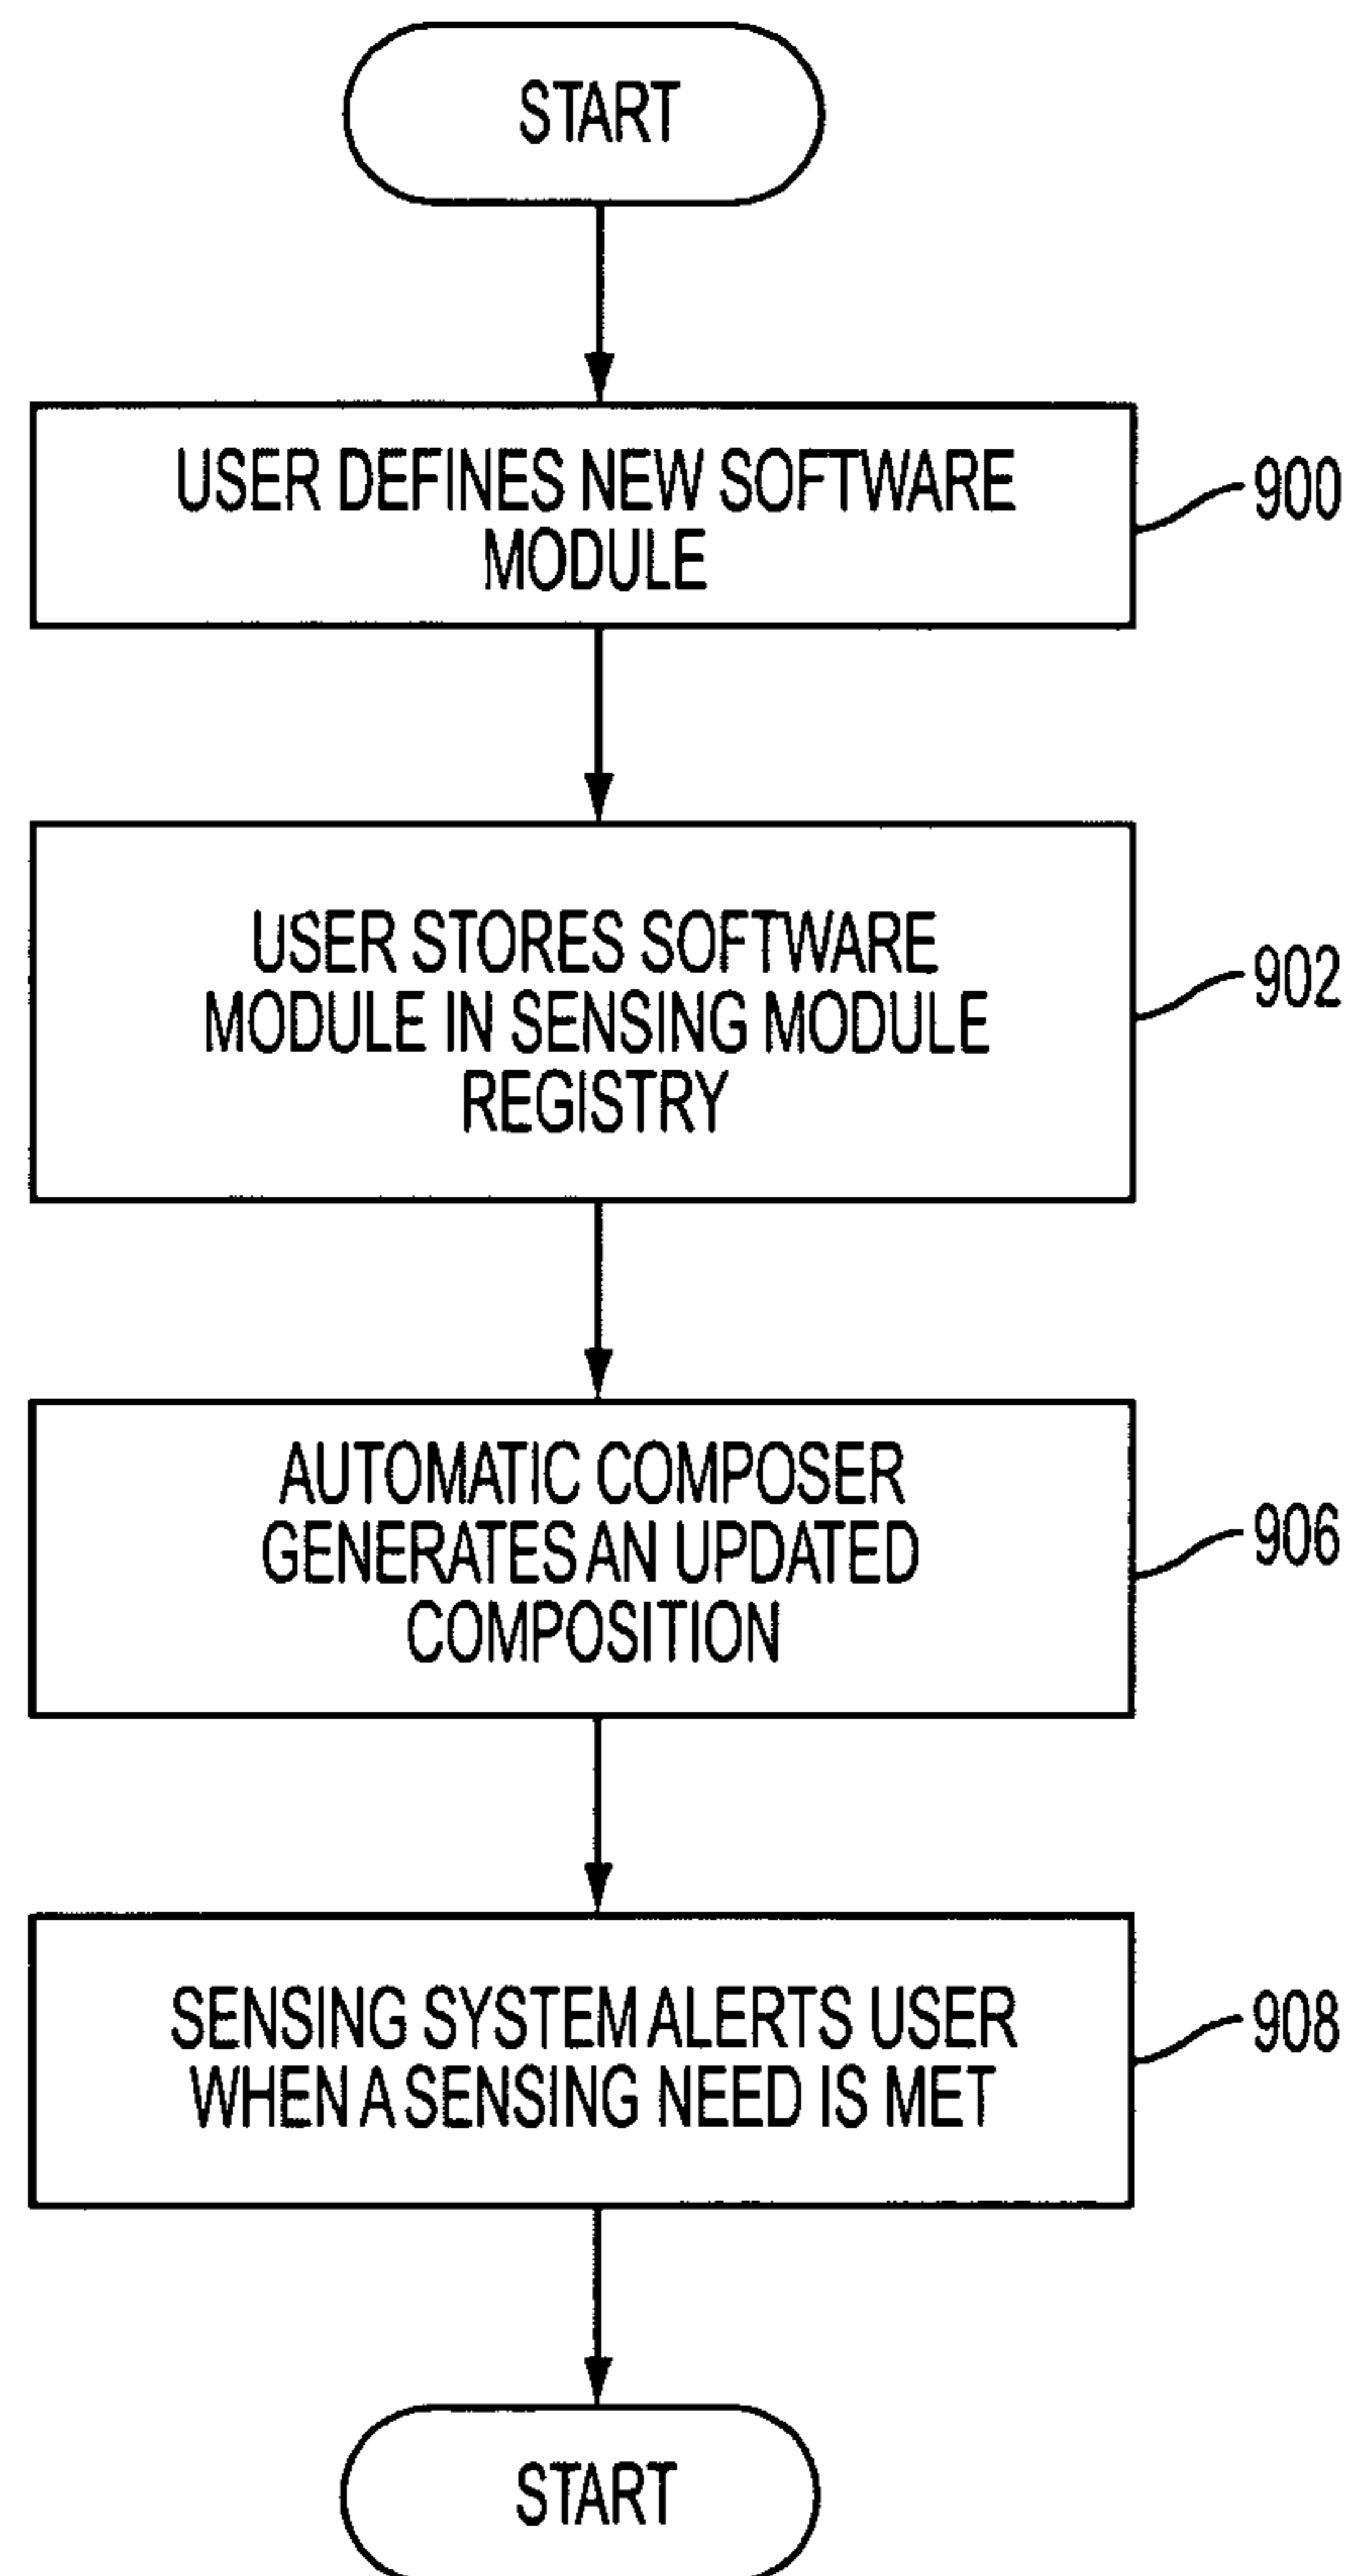 START
USER DEFINES NEW SOFTWARE
MODULE
900
USER STORES SOFTWARE
MODULE IN SENSING MODULE
REGISTRY
902
AUTOMATIC COMPOSER
GENERATES AN UPDATED
COMPOSITION
906
SENSING SYSTEM ALERTS USER
WHEN A SENSING NEED IS MET
908
START